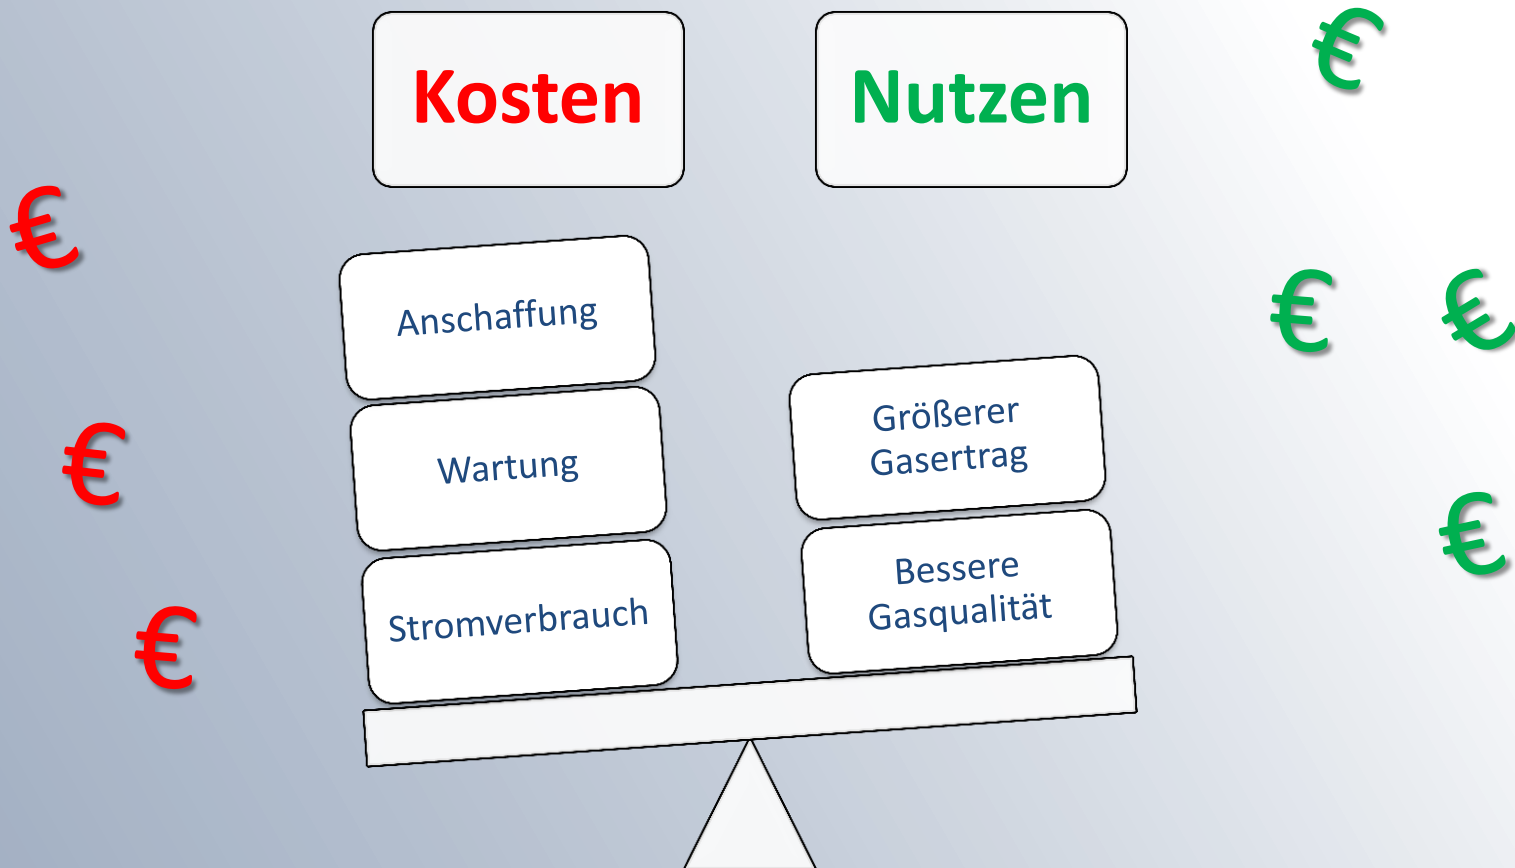 Kosten
Nutzen
Anschaffung
Wartung
Stromverbrauch
Größerer
Gasertrag
Bessere
Gasqualität
€
€
€
€
€
€
€